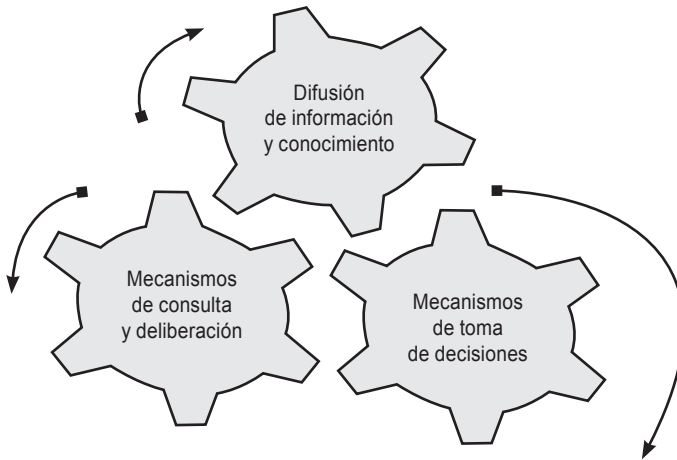 Difusión
de información
y conocimiento
Mecanismos
de consulta
y deliberación
Mecanismos
de toma
de decisiones